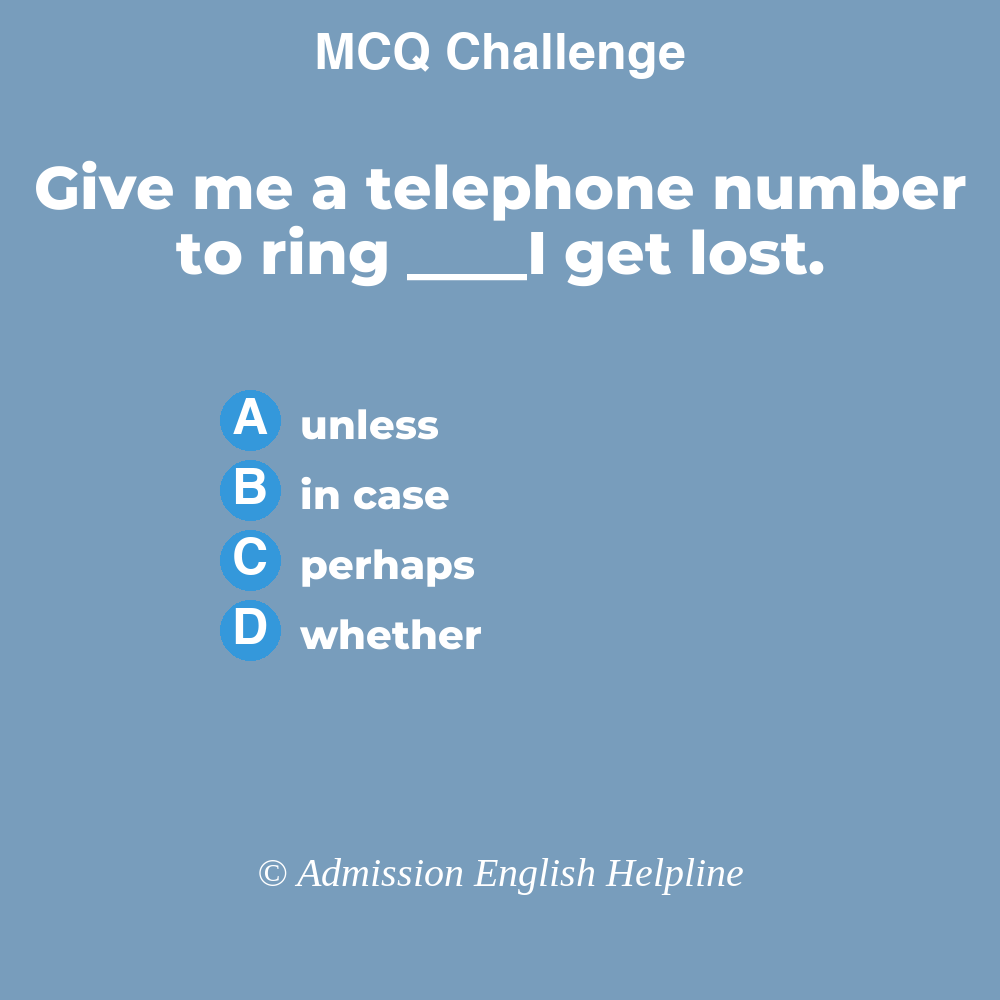 MCQ Challenge
Give me a telephone number
to ring ____I get lost.
A unless
B in case
C perhaps
D whether
© Admission English Helpline